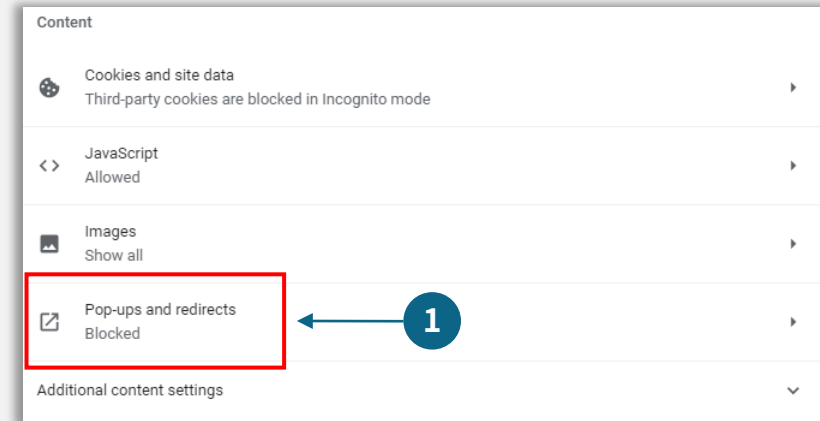 Content
Cookies and site data
Third-party cookies are blocked in Incognito mode
JavaScript
Allowed
Images
Show all
Pop-ups and redirects
Blocked
1
Additional content settings